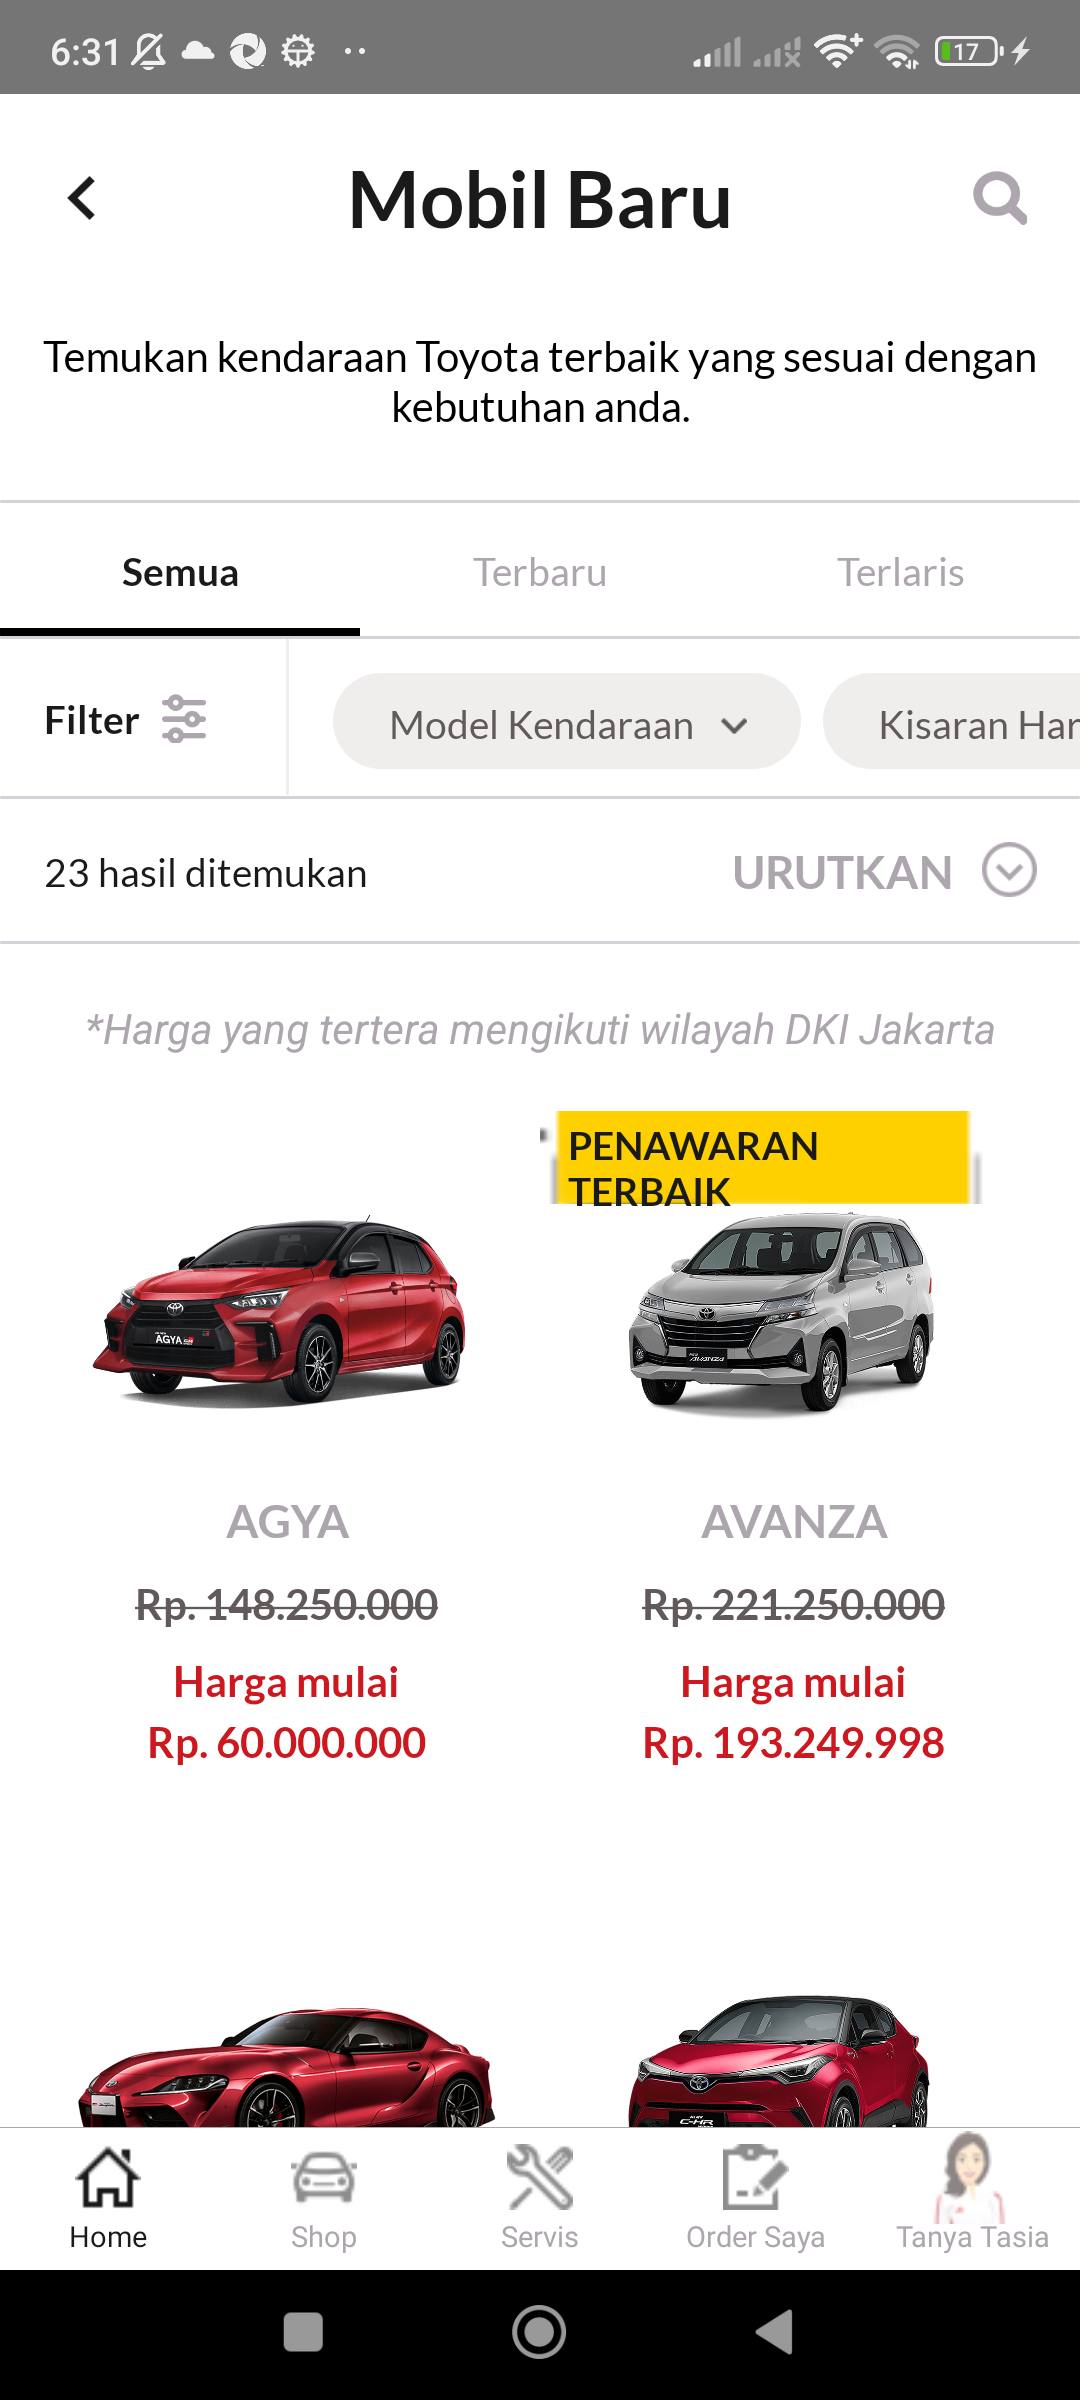 6:31
17
Mobil Baru
Temukan kendaraan Toyota terbaik yang sesuai dengan
kebutuhan anda.
Semua
Terbaru
Terlaris
Filter
Model Kendaraan
Kisaran Har
23 hasil ditemukan
URUTKAN
*Harga yang tertera mengikuti wilayah DKI Jakarta
PENAWARAN
TERBAIK
AGYA
AVANZA
AGYA
Rp. 148.250.000
Harga mulai
Rp. 60.000.000
AVANZA
Rp. 221.250.000
Harga mulai
Rp. 193.249.998
C-HR
Home
Shop
Servis
Order Saya
Tanya Tasia